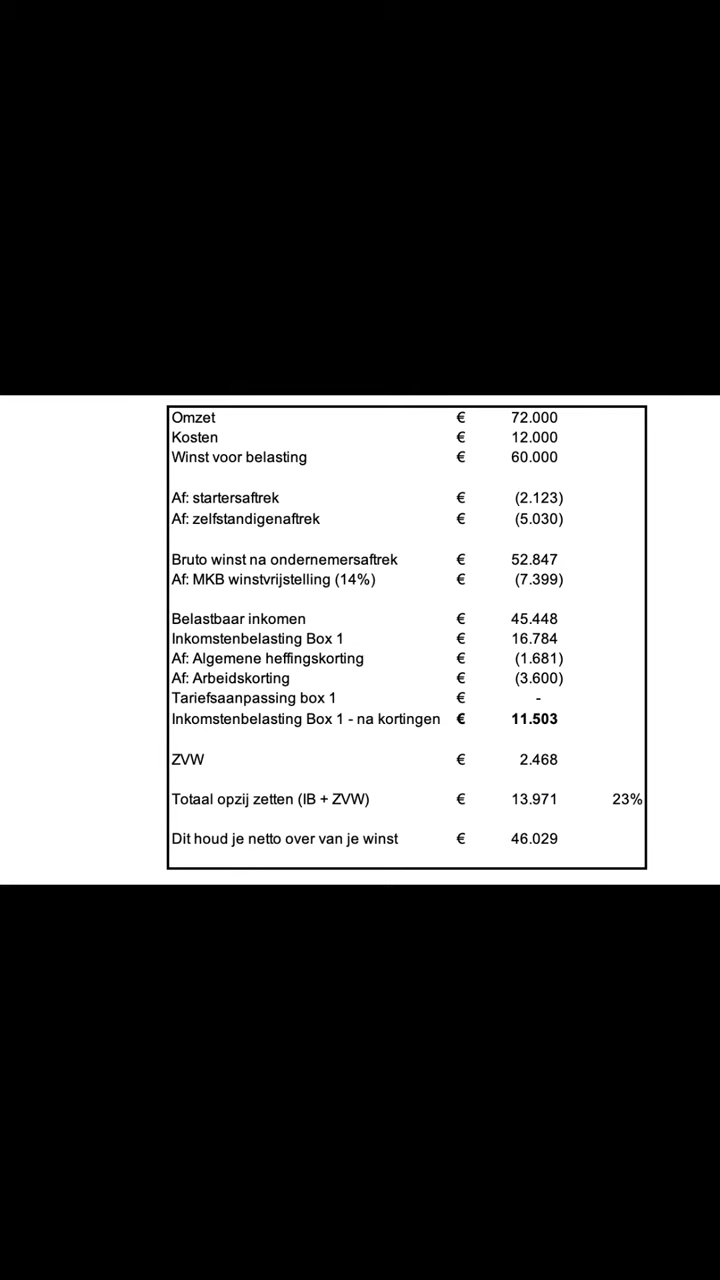 Omzet € 72.000
Kosten € 12.000
Winst voor belasting € 60.000
Af: startersaftrek € (2.123)
Af: zelfstandigenaftrek € (5.030)
Bruto winst na ondernemersaftrek € 52.847
Af: MKB winstvrijstelling (14%) € (7.399)
Belastbaar inkomen € 45.448
Inkomstenbelasting Box 1 € 16.784
Af: Algemene heffingskorting € (1.681)
Af: Arbeidskorting € (3.600)
Tariefsaanpassing box 1 € -
Inkomstenbelasting Box 1 - na kortingen € 11.503
ZVW € 2.468
Totaal opzij zetten (IB + ZVW) € 13.971 23%
Dit houd je netto over van je winst € 46.029